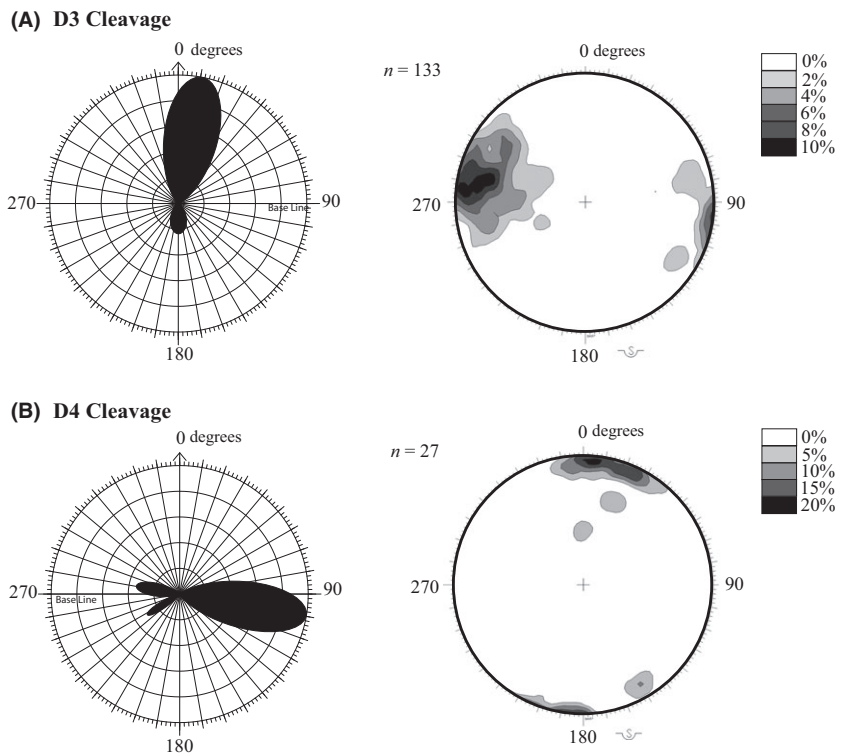 (A) D3 Cleavage
0 degrees
270
90
Base Line
180
n = 133
0 degrees
270
90
180
S
0%
2%
4%
6%
8%
10%
(B) D4 Cleavage
0 degrees
270
90
Base Line
180
n = 27
0 degrees
270
90
180
S
0%
5%
10%
15%
20%